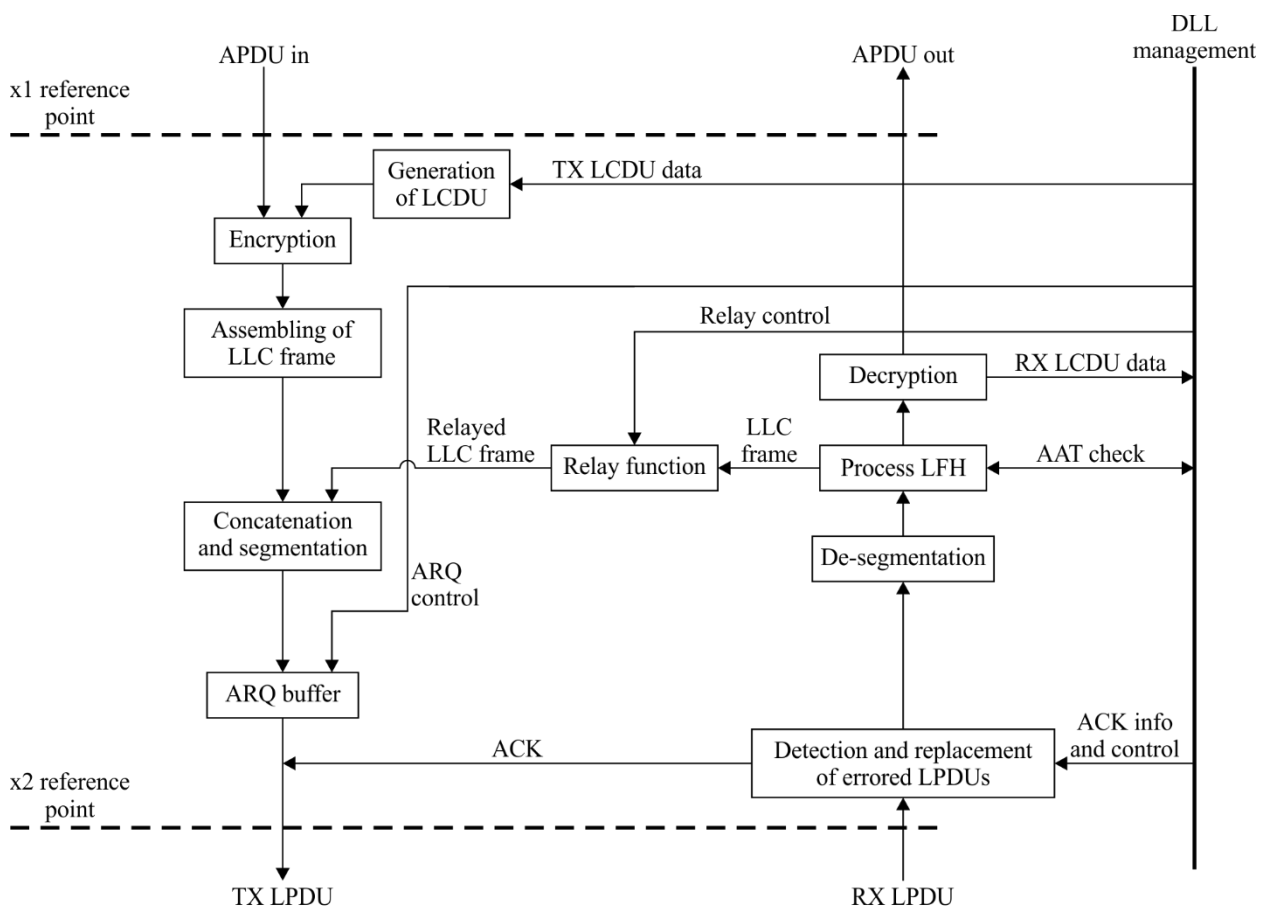 DLL
management
APDU in
APDU out
x1 reference
point
Generation
of LCDU
TX LCDU data
Encryption
Relay control
Assembling of
LLC frame
Decryption
RX LCDU data
Relayed
LLC frame
LLC
frame
Relay function
Process LFH
AAT check
Concatenation
and segmentation
De-segmentation
ARQ
control
ARQ buffer
ACK
Detection and replacement
of errored LPDUs
ACK info
and control
x2 reference
point
TX LPDU
RX LPDU